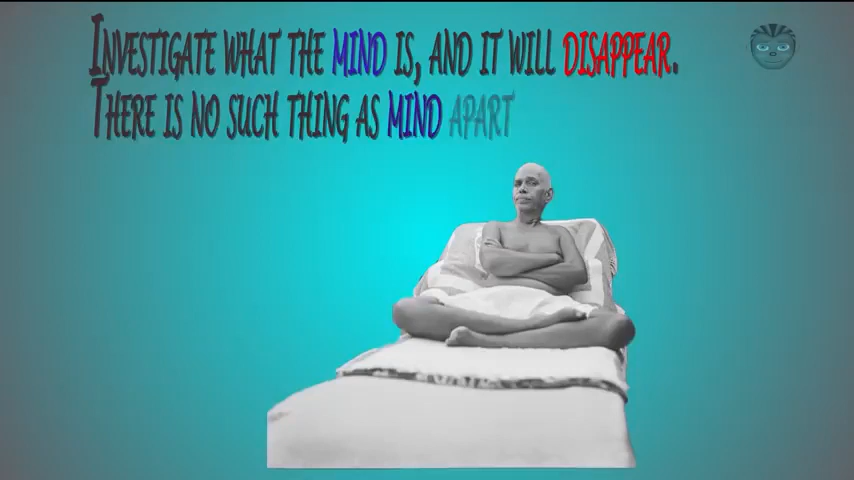 Investigate what the mind is, and it will disappear.
There is no such thing as mind apart